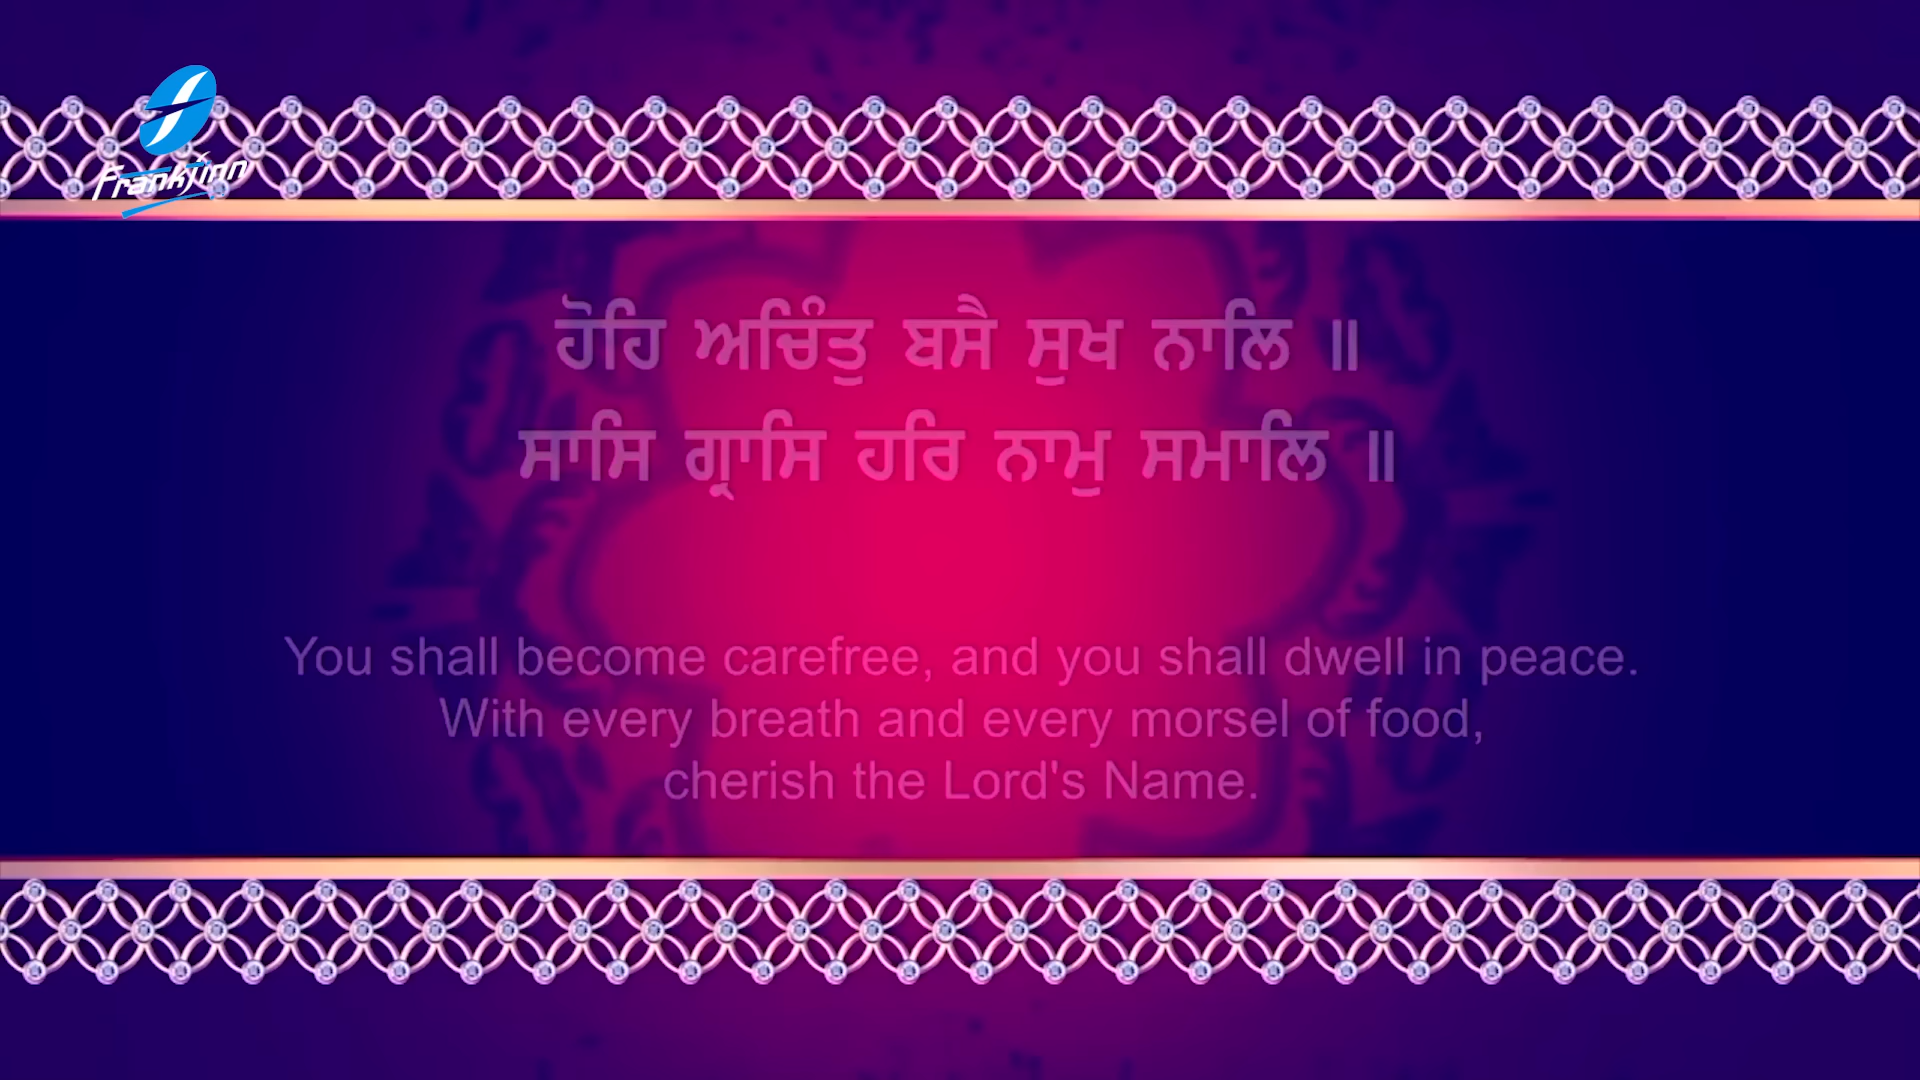 Frankfinn
ਹੋਹਿ ਅਚਿੰਤੁ ਬਸੈ ਸੁਖ ਨਾਲਿ ॥
ਸਾਸਿ ਗ੍ਰਾਸਿ ਹਰਿ ਨਾਮੁ ਸਮਾਲਿ ॥
You shall become carefree, and you shall dwell in peace.
With every breath and every morsel of food,
cherish the Lord's Name.